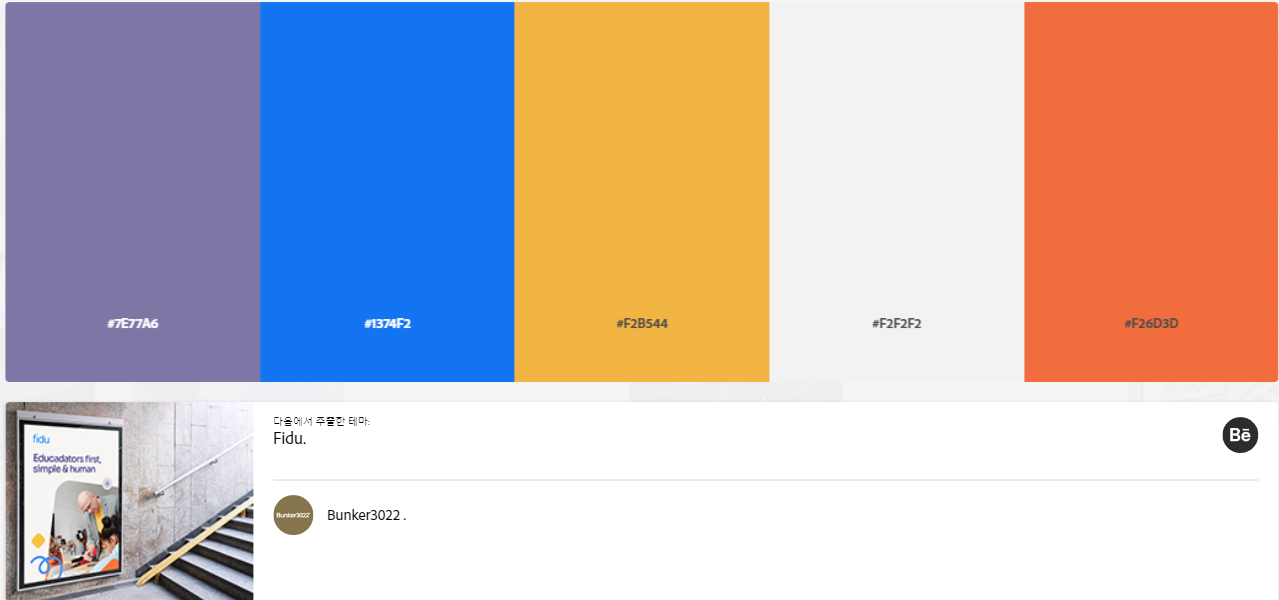 #7E77A6
#1374F2
#F2B544
#F2F2F2
#F26D3D
fidu
Educadators first,
simple & human
다음에서 추출한 테마:
Fidu.
Bē
Bunker3022'
Bunker3022 .